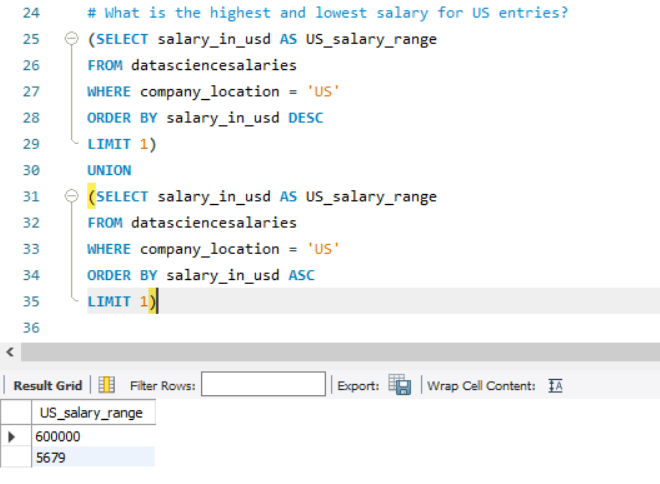 24 # What is the highest and lowest salary for US entries?
25 (SELECT salary_in_usd AS US_salary_range
26 FROM datasciencesalaries
27 WHERE company_location = 'US'
28 ORDER BY salary_in_usd DESC
29 LIMIT 1)
30 UNION
31 (SELECT salary_in_usd AS US_salary_range
32 FROM datasciencesalaries
33 WHERE company_location = 'US'
34 ORDER BY salary_in_usd ASC
35 LIMIT 1)
36
Result Grid Filter Rows: Export: Wrap Cell Content: IA
US_salary_range
600000
5679